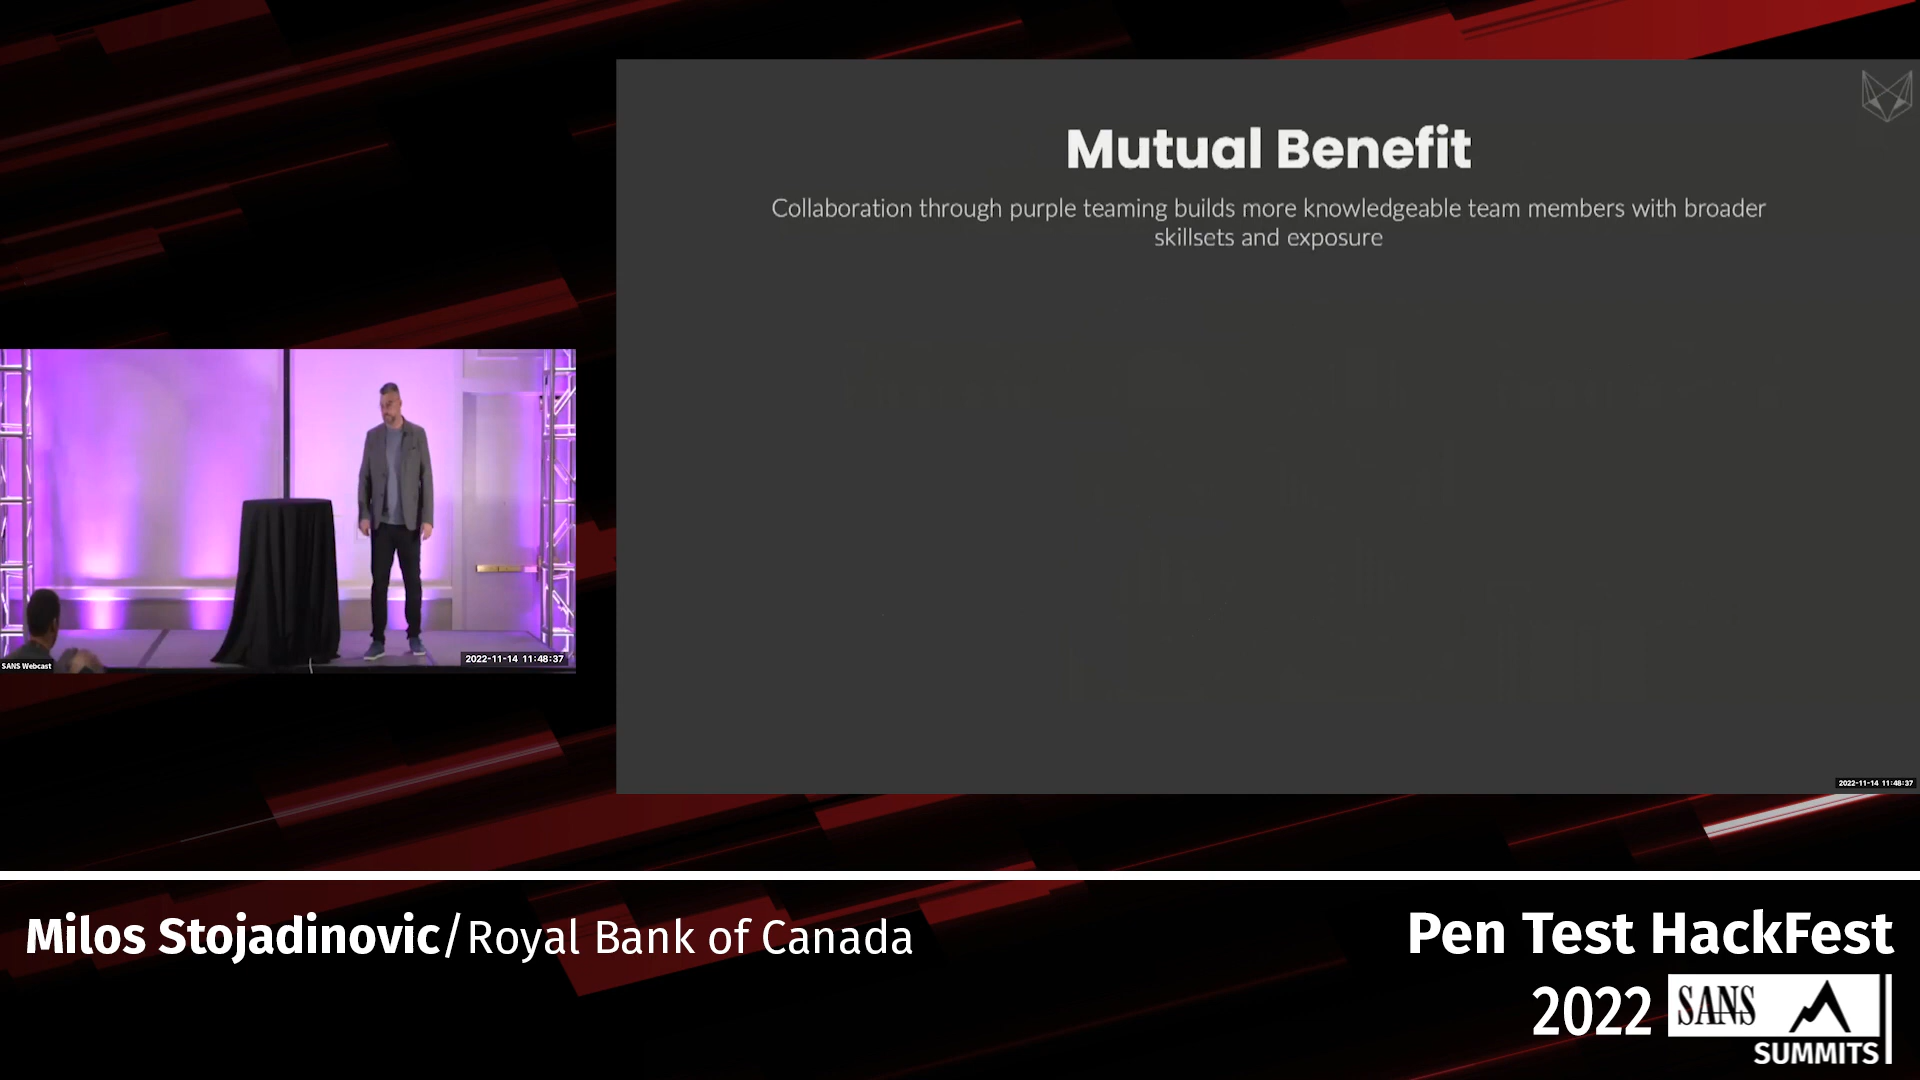 Mutual Benefit
Collaboration through purple teaming builds more knowledgeable team members with broader
skillsets and exposure
SANS Webcast
2022-11-14 11:48:37
2022-11-14 11:48:37
Milos Stojadinovic/Royal Bank of Canada
Pen Test HackFest
2022
SANS
SUMMITS